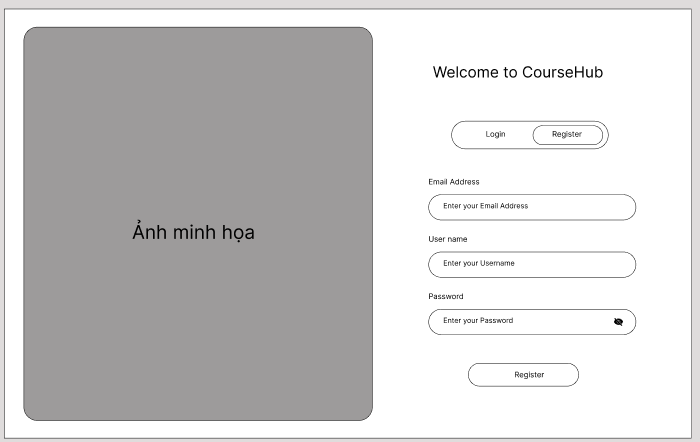 Ảnh minh họa
Welcome to CourseHub
Login
Register
Email Address
Enter your Email Address
User name
Enter your Username
Password
Enter your Password
Register